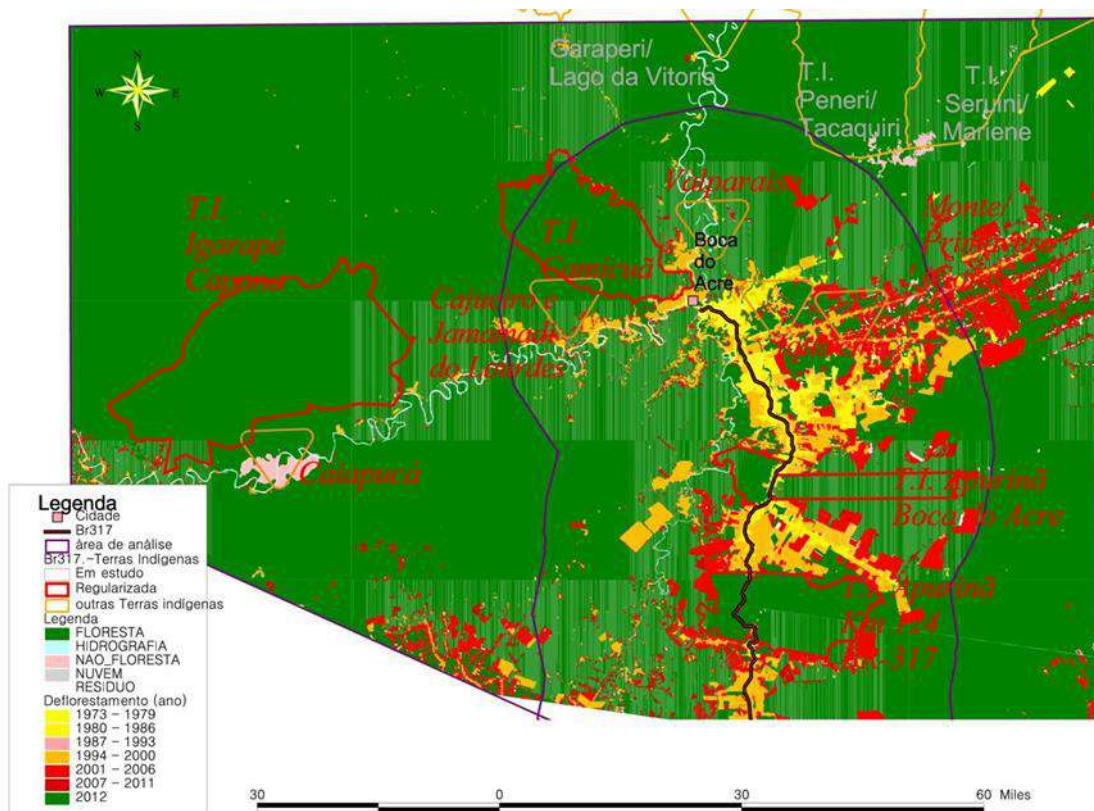 Garaperi/
Lago da Vitoria
T.I.
Peneri/
Tacaquiri
T.I.
Seruini/
Mariene
N
W E
S
T.I.
Igarapé
Capana
Valparaiso
Monte/
Primavera
T.I.
Camicuã
Boca
do
Acre
Cajueiro e
Jamamadi
do Lourdes
Caiapucá
T.I. Apurinã
Boca do Acre
T.I. Apurinã
Km 124
BR-317
Legenda
Cidade
Br317
área de análise
Br317.-Terras Indígenas
Em estudo
Regularizada
outras Terras indígenas
Legenda
FLORESTA
HIDROGRAFIA
NAO_FLORESTA
NUVEM
RESIDUO
Deflorestamento (ano)
1973 - 1979
1980 - 1986
1987 - 1993
1994 - 2000
2001 - 2006
2007 - 2011
2012
30 0 30 60 Miles